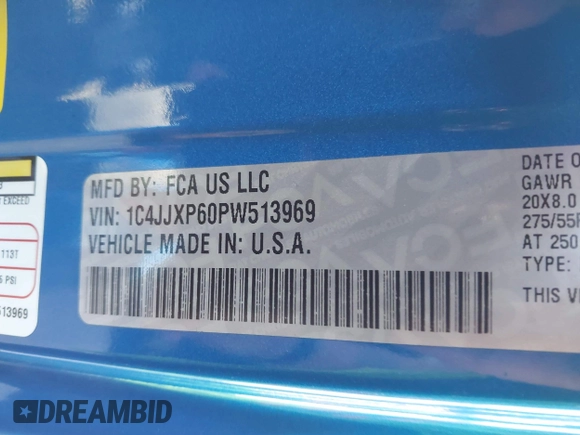 MFD BY: FCA US LLC
VIN: 1C4JJXP60PW513969
VEHICLE MADE IN: U.S.A.
DATE O
GAWR
20X8.0
275/55
AT 250
TYPE:
THIS VE
113T
PSI
513969
DREAMBID